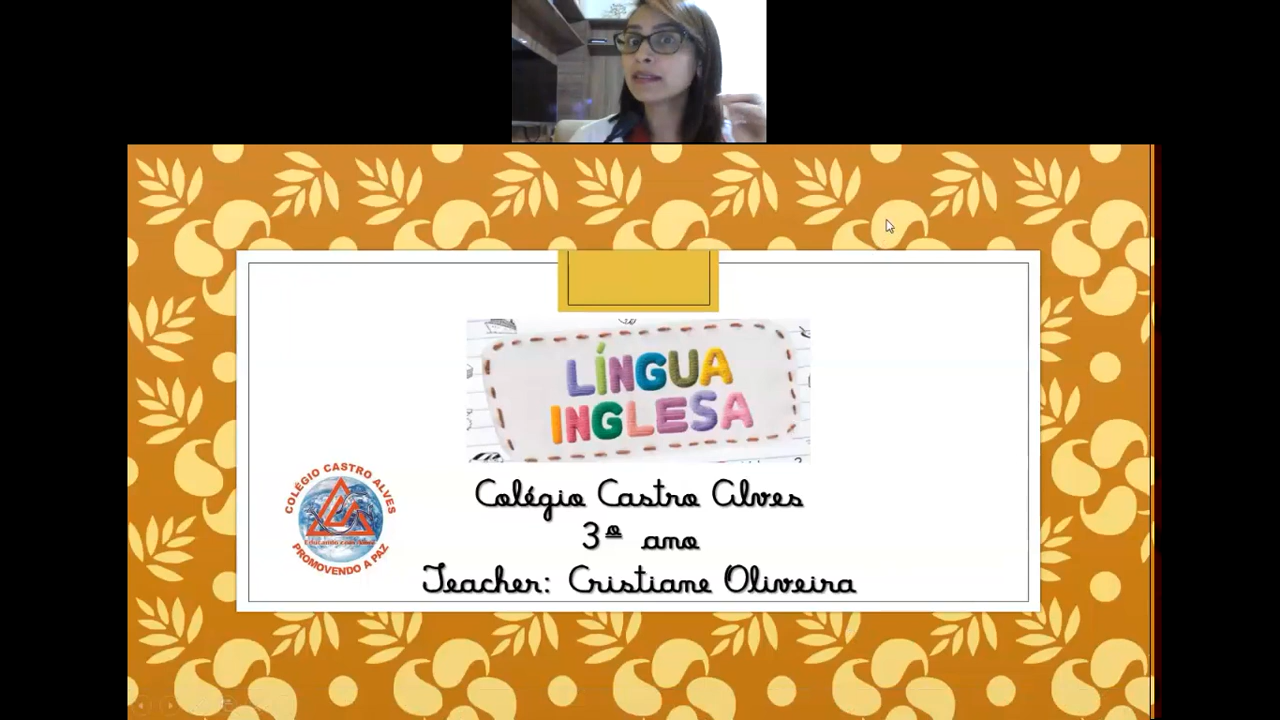 LÍNGUA
INGLESA
COLÉGIO CASTRO ALVES
PROMOVENDO A PAZ
Colégio Castro Alves
3º ano
Teacher: Cristiane Oliveira